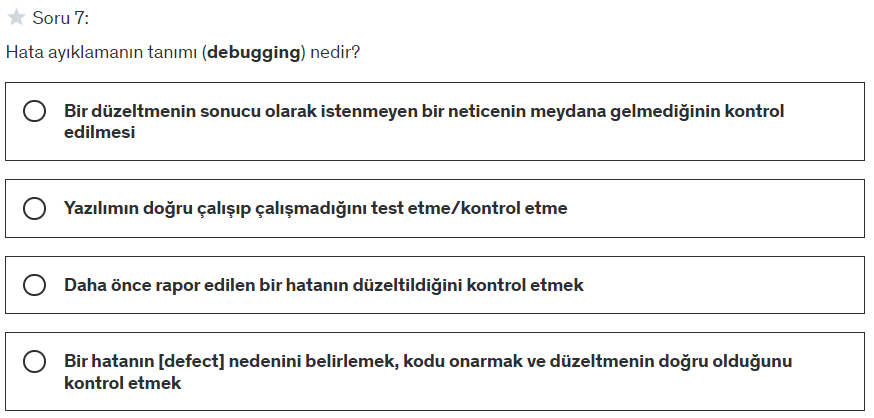 Soru 7:
Hata ayıklamanın tanımı (debugging) nedir?
Bir düzeltmenin sonucu olarak istenmeyen bir neticenin meydana gelmediğinin kontrol
edilmesi
Yazılımın doğru çalışıp çalışmadığını test etme/kontrol etme
Daha önce rapor edilen bir hatanın düzeltildiğini kontrol etmek
Bir hatanın [defect] nedenini belirlemek, kodu onarmak ve düzeltmenin doğru olduğunu
kontrol etmek